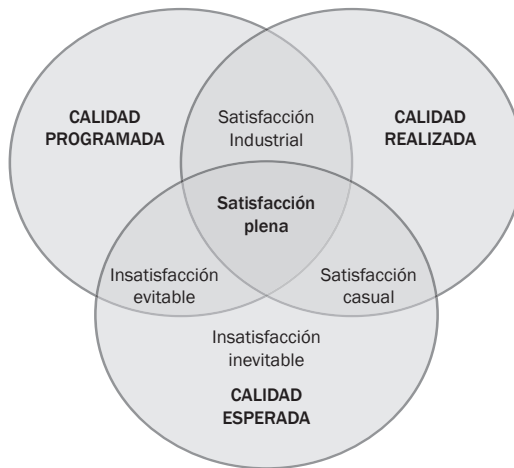 CALIDAD
PROGRAMADA
Satisfacción
Industrial
CALIDAD
REALIZADA
Satisfacción
plena
Insatisfacción
evitable
Satisfacción
casual
Insatisfacción
inevitable
CALIDAD
ESPERADA